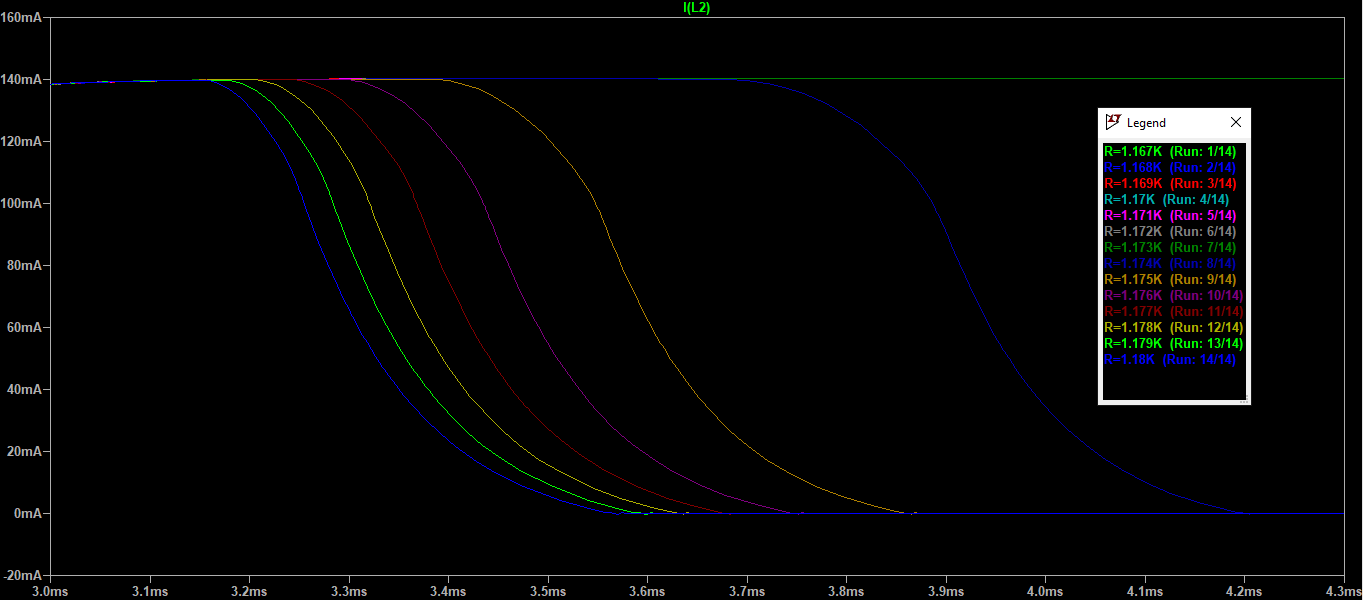 I(L2)
160mA
140mA
120mA
100mA
80mA
60mA
40mA
20mA
0mA
-20mA
3.0ms 3.1ms 3.2ms 3.3ms 3.4ms 3.5ms 3.6ms 3.7ms 3.8ms 3.9ms 4.0ms 4.1ms 4.2ms 4.3ms
Legend
R=1.167K (Run: 1/14)
R=1.168K (Run: 2/14)
R=1.169K (Run: 3/14)
R=1.17K (Run: 4/14)
R=1.171K (Run: 5/14)
R=1.172K (Run: 6/14)
R=1.173K (Run: 7/14)
R=1.174K (Run: 8/14)
R=1.175K (Run: 9/14)
R=1.176K (Run: 10/14)
R=1.177K (Run: 11/14)
R=1.178K (Run: 12/14)
R=1.179K (Run: 13/14)
R=1.18K (Run: 14/14)